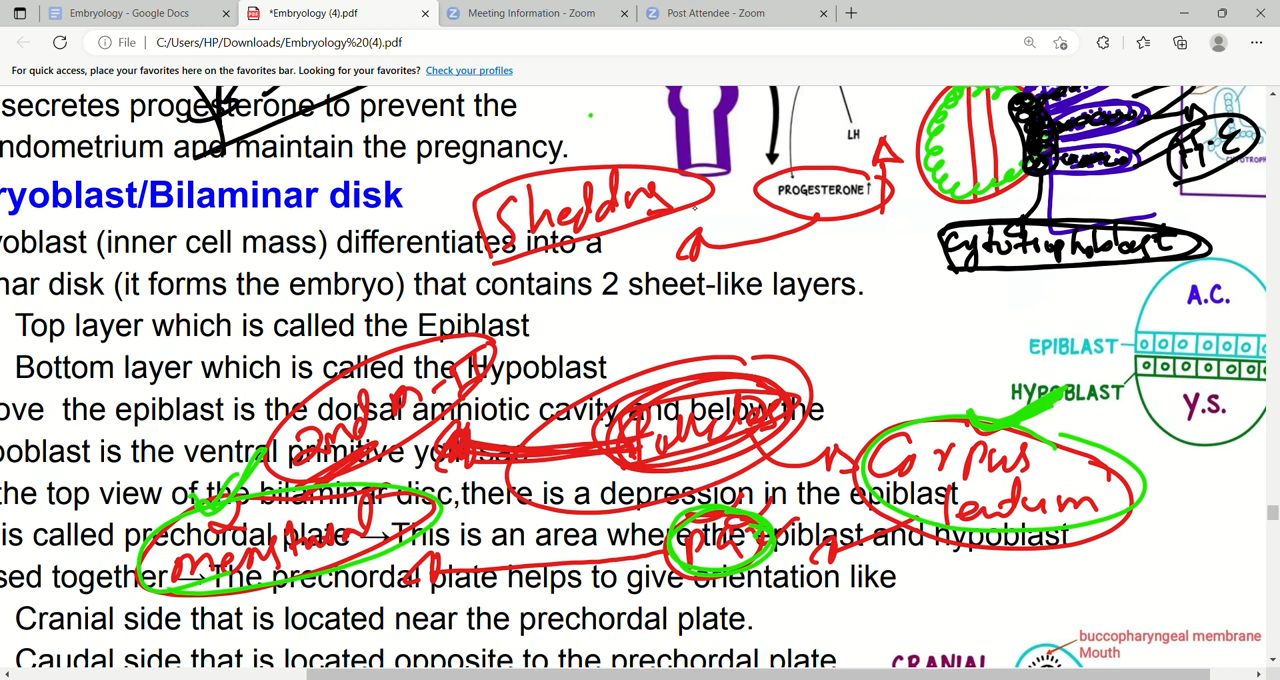 Embryology - Google Docs
*Embryology (4).pdf
Meeting Information - Zoom
Post Attendee - Zoom
File
C:/Users/HP/Downloads/Embryology%20(4).pdf
For quick access, place your favorites here on the favorites bar. Looking for your favorites? Check your profiles
secretes progesterone to prevent the
ndometrium and maintain the pregnancy.
LH
PROGESTERONE↑
Shedding
Cytotrophoblast
ryoblast/Bilaminar disk
yoblast (inner cell mass) differentiates into a
nar disk (it forms the embryo) that contains 2 sheet-like layers.
Top layer which is called the Epiblast
Bottom layer which is called the Hypoblast
ove the epiblast is the dorsal amniotic cavity and below the
poblast is the ventral primitive yolk sac
the top view of the bilaminar disc,there is a depression in the epiblast
is called prechordal plate →This is an area where the epiblast and hypoblast
sed together →The prechordal plate helps to give orientation like
Cranial side that is located near the prechordal plate.
Caudal side that is located opposite to the prechordal plate
A.C.
EPIBLAST
HYPOBLAST
Y.S.
2nd
Corpus
CRANIAL
buccopharyngeal membrane
Mouth